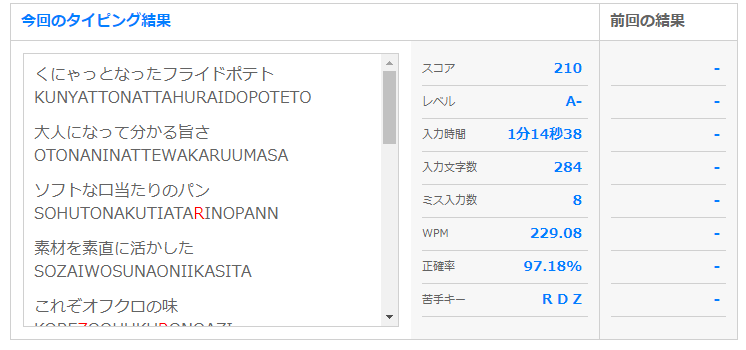 今回のタイピング結果
前回の結果
くにゃっとなったフライドポテト
KUNYATTONATTAHURAIDOPOTETO
大人になって分かる旨さ
OTONANINATTEWAKARUUMASA
ソフトな口当たりのパン
SOHUTONAKUTIATARINOPANN
素材を素直に活かした
SOZAIWOSUNAONIIKASITA
これぞオフクロの味
KOREZOOHUKURONOAZI
スコア 210 -
レベル A- -
入力時間 1分14秒38 -
入力文字数 284 -
ミス入力数 8 -
WPM 229.08 -
正確率 97.18% -
苦手キー R D Z -